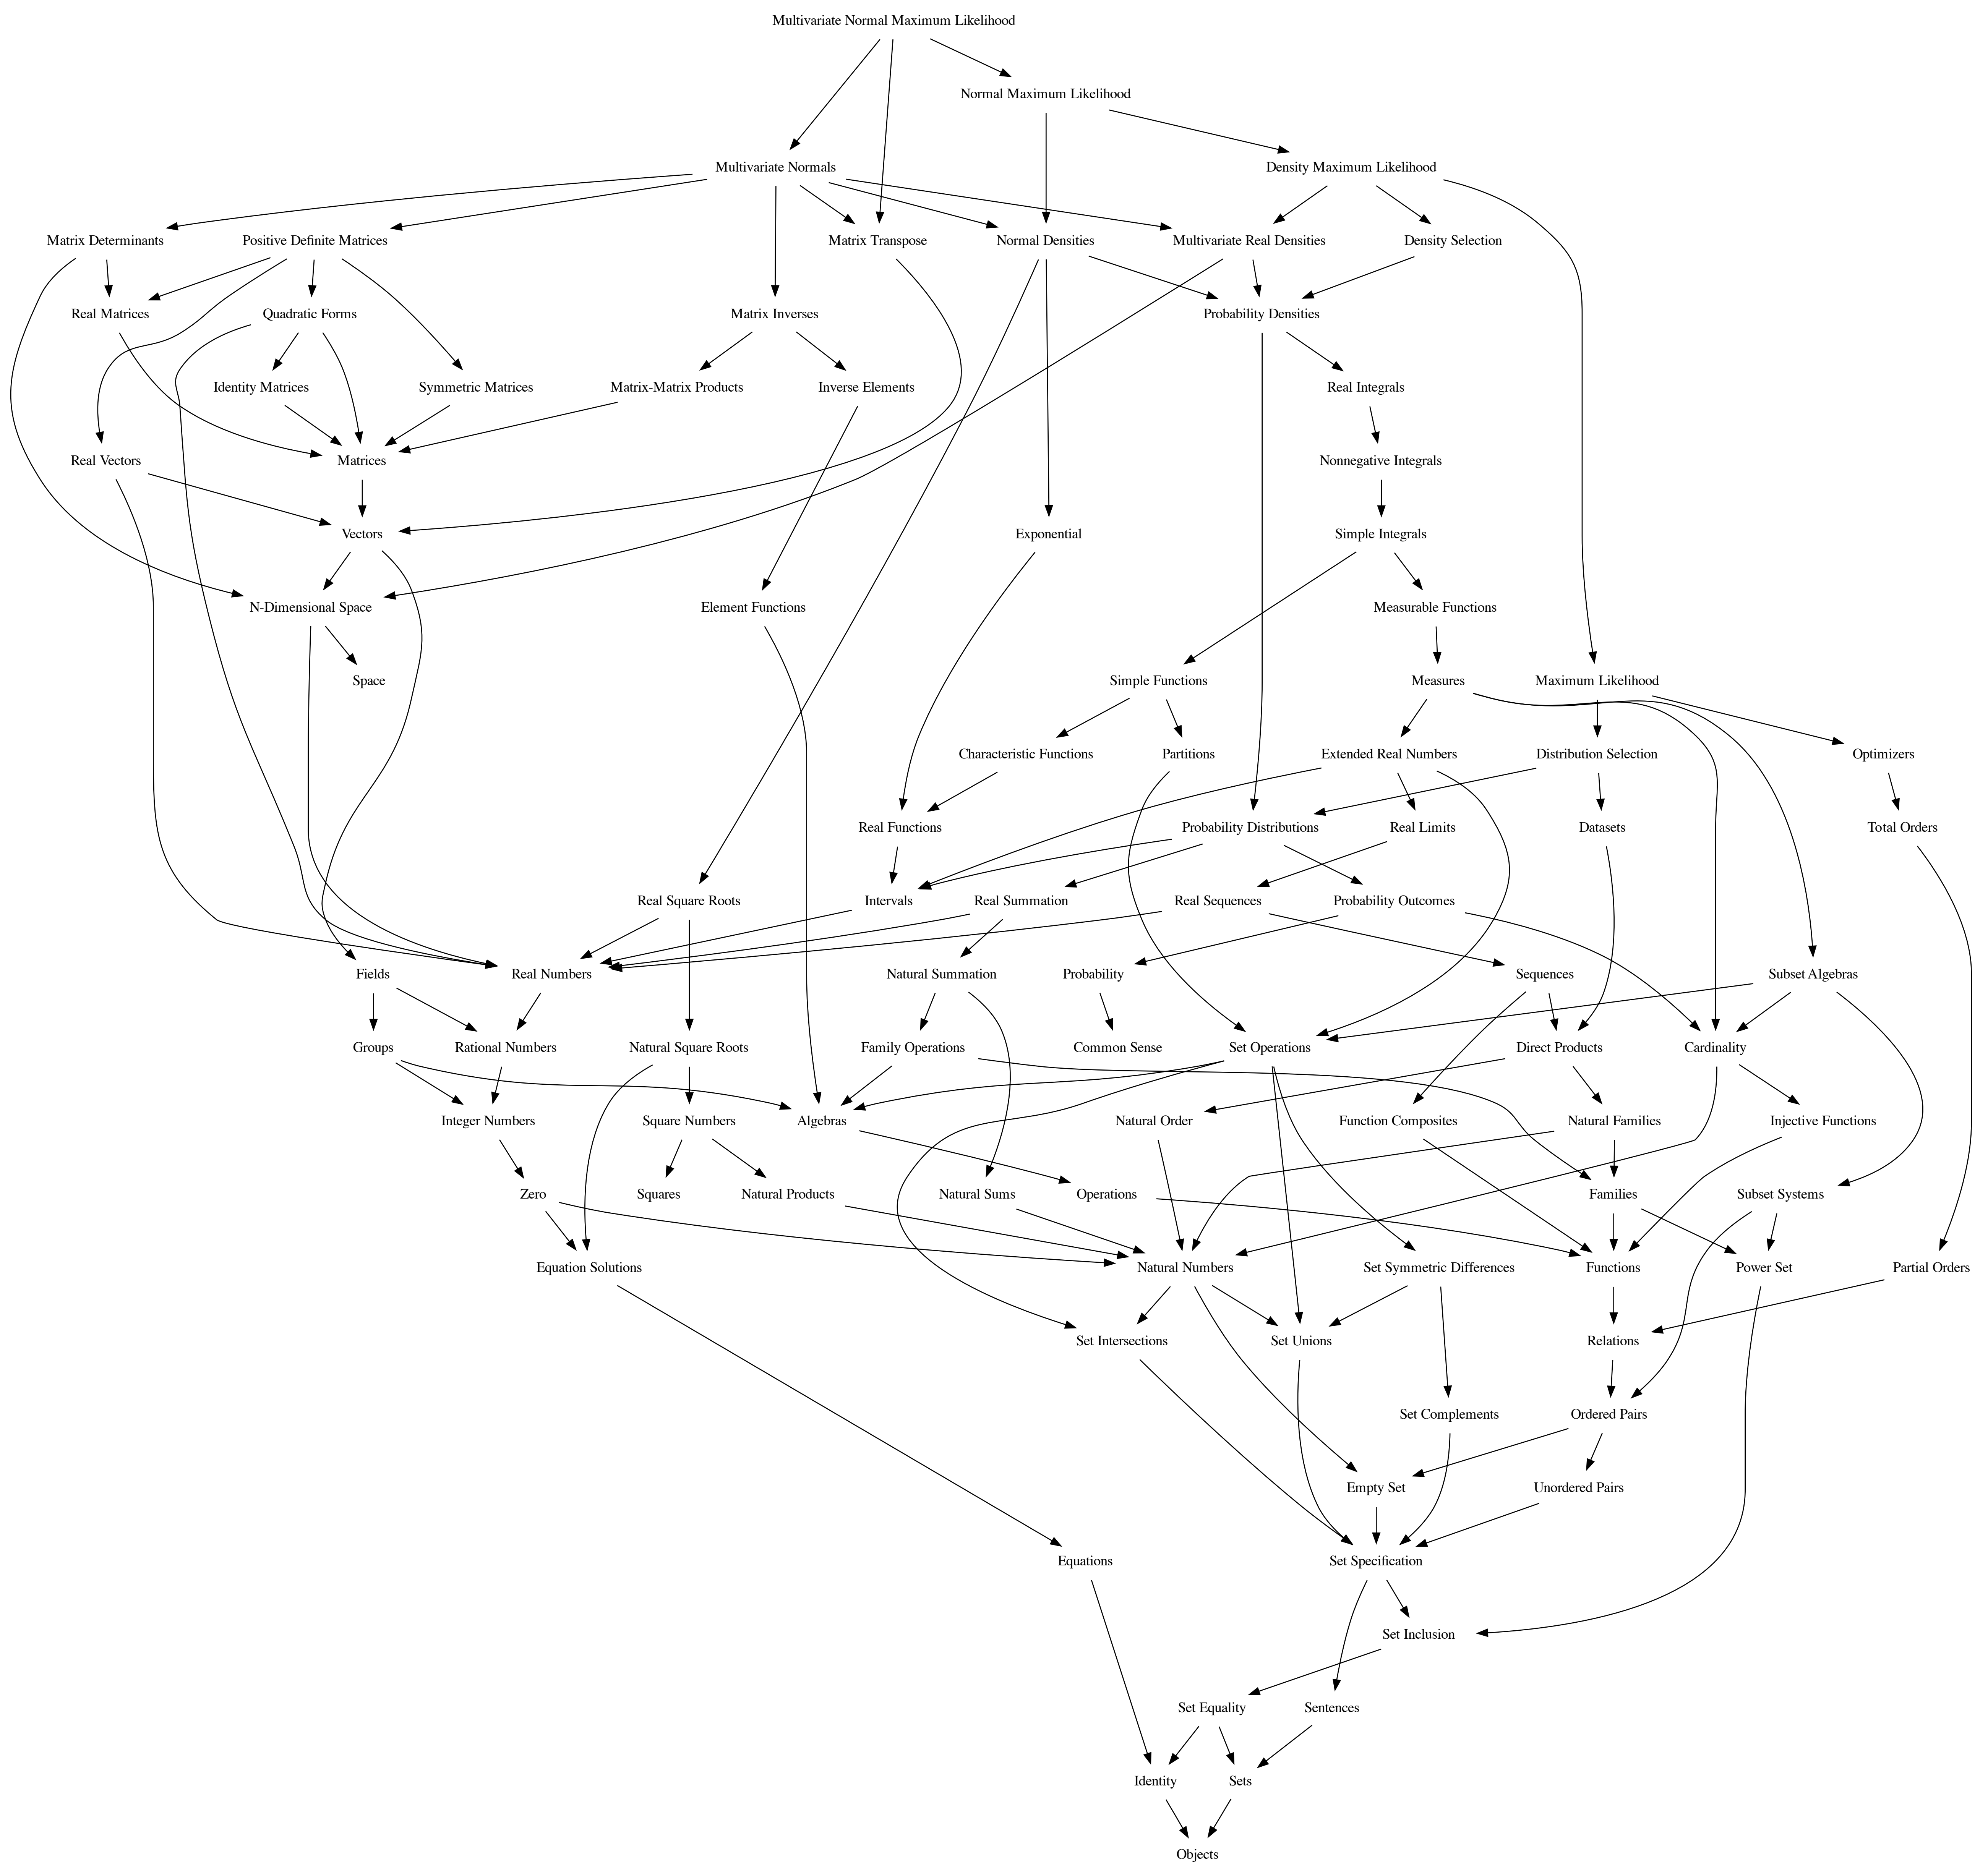 Multivariate Normal Maximum Likelihood
Normal Maximum Likelihood
Multivariate Normals
Density Maximum Likelihood
Matrix Determinants
Positive Definite Matrices
Matrix Transpose
Normal Densities
Multivariate Real Densities
Density Selection
Real Matrices
Quadratic Forms
Matrix Inverses
Probability Densities
Identity Matrices
Symmetric Matrices
Matrix-Matrix Products
Inverse Elements
Real Integrals
Real Vectors
Matrices
Nonnegative Integrals
Vectors
Exponential
Simple Integrals
N-Dimensional Space
Element Functions
Measurable Functions
Space
Simple Functions
Measures
Maximum Likelihood
Characteristic Functions
Partitions
Extended Real Numbers
Distribution Selection
Optimizers
Real Functions
Probability Distributions
Real Limits
Datasets
Total Orders
Real Square Roots
Intervals
Real Summation
Real Sequences
Probability Outcomes
Fields
Real Numbers
Natural Summation
Probability
Sequences
Subset Algebras
Groups
Rational Numbers
Natural Square Roots
Family Operations
Common Sense
Set Operations
Direct Products
Cardinality
Integer Numbers
Square Numbers
Algebras
Natural Order
Function Composites
Natural Families
Injective Functions
Zero
Squares
Natural Products
Natural Sums
Operations
Families
Subset Systems
Equation Solutions
Natural Numbers
Set Symmetric Differences
Functions
Power Set
Partial Orders
Set Intersections
Set Unions
Relations
Set Complements
Ordered Pairs
Empty Set
Unordered Pairs
Equations
Set Specification
Set Inclusion
Set Equality
Sentences
Identity
Sets
Objects